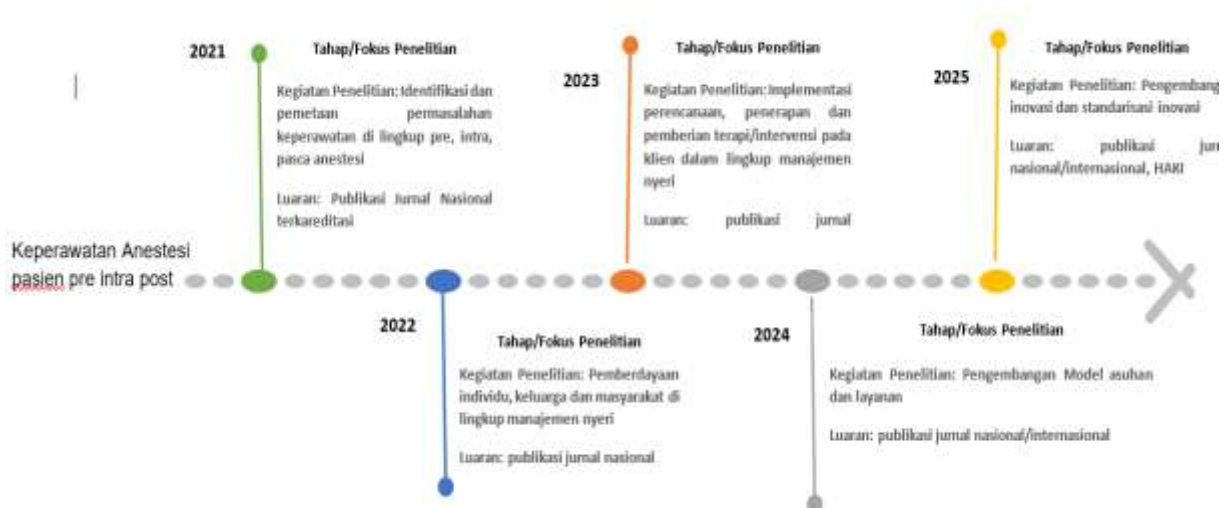 2021
Tahap/Fokus Penelitian
Kegiatan Penelitian: Identifikasi dan
pemetaan permasalahan
keperawatan di lingkup pre, intra,
pasca anestesi
Luaran: Publikasi Jurnal Nasional
terkareditasi
2023
Tahap/Fokus Penelitian
Kegiatan Penelitian: Implementasi
perencanaan, penerapan dan
pemberian terapi/intervensi pada
klien dalam lingkup manajemen
nyeri
Luaran: publikasi jurnal
2025
Tahap/Fokus Penelitian
Kegiatan Penelitian: Pengembang
inovasi dan standarisasi inovasi
Luaran: publikasi jurn
nasional/internasional, HAKI
Keperawatan Anestesi
pasien pre intra post
2022
Tahap/Fokus Penelitian
Kegiatan Penelitian: Pemberdayaan
individu, keluarga dan masyarakat di
lingkup manajemen nyeri
Luaran: publikasi jurnal nasional
2024
Tahap/Fokus Penelitian
Kegiatan Penelitian: Pengembangan Model asuhan
dan layanan
Luaran: publikasi jurnal nasional/internasional